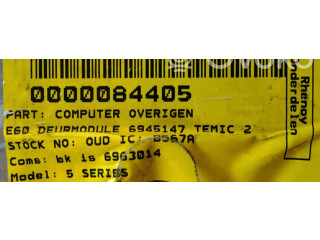 OVOKO
0000084405
PART: COMPUTER OVERIGEN
E60 DEURMODULE 6945147 TEMIC 2
STOCK NO: OUD IC: B567A
Coms: bk is 6963014
Model: 5 SERIES
Rhenoy
Onderdelen